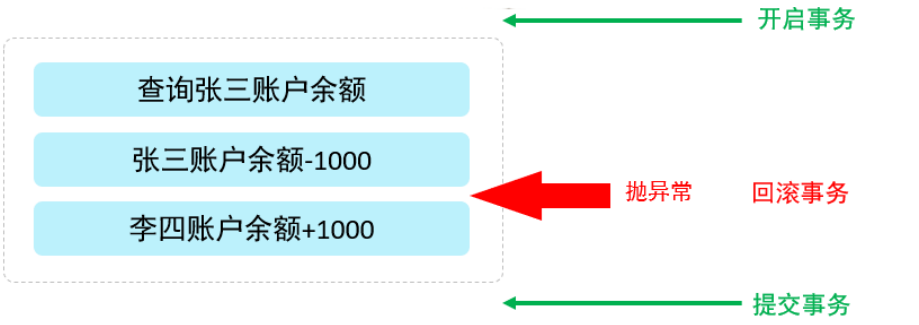 开启事务
查询张三账户余额
张三账户余额-1000
抛异常 回滚事务
李四账户余额+1000
提交事务